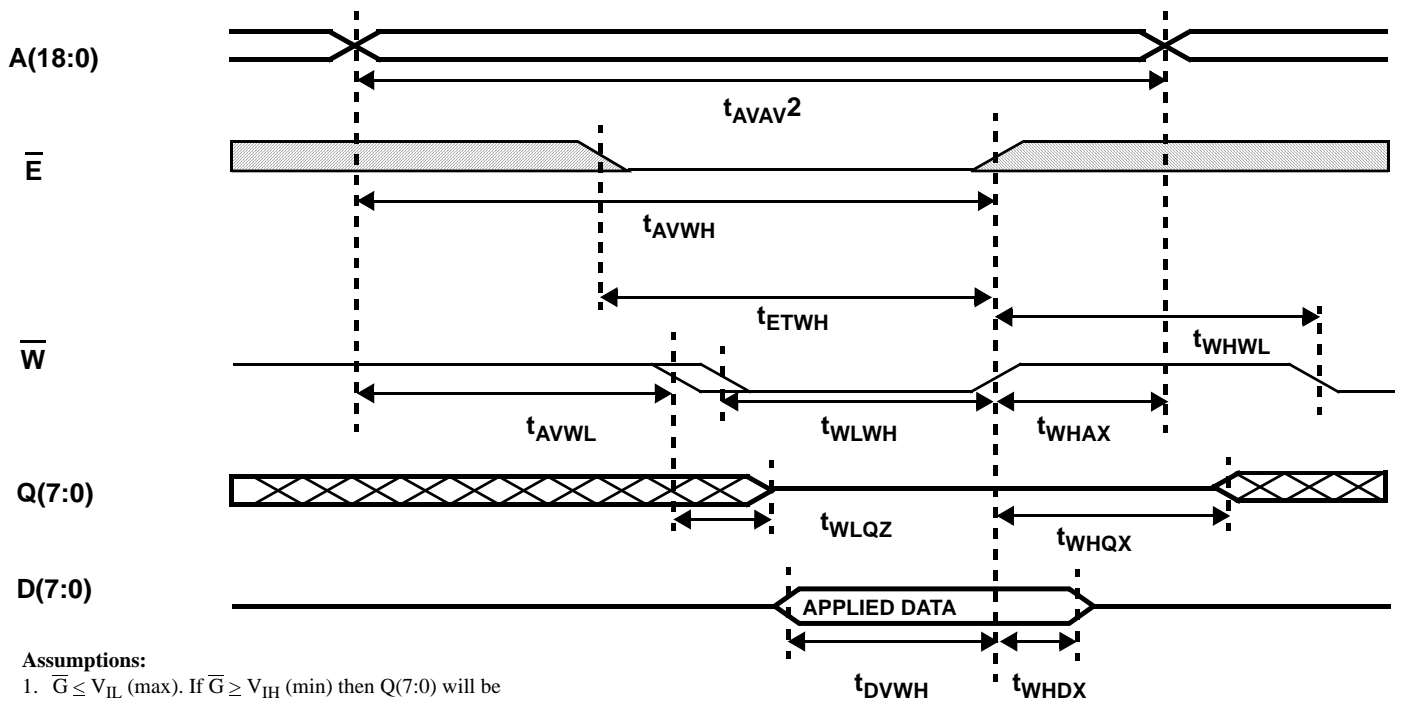 A(18:0)
tAVAV2
E̅
tAVWH
tETWH
tWHWL
W̅
tAVWL
tWLWH
tWHAX
Q(7:0)
tWLQZ
tWHQX
D(7:0)
APPLIED DATA
Assumptions:
1. G̅ ≤ VIL (max). If G̅ ≥ VIH (min) then Q(7:0) will be
tDVWH
tWHDX